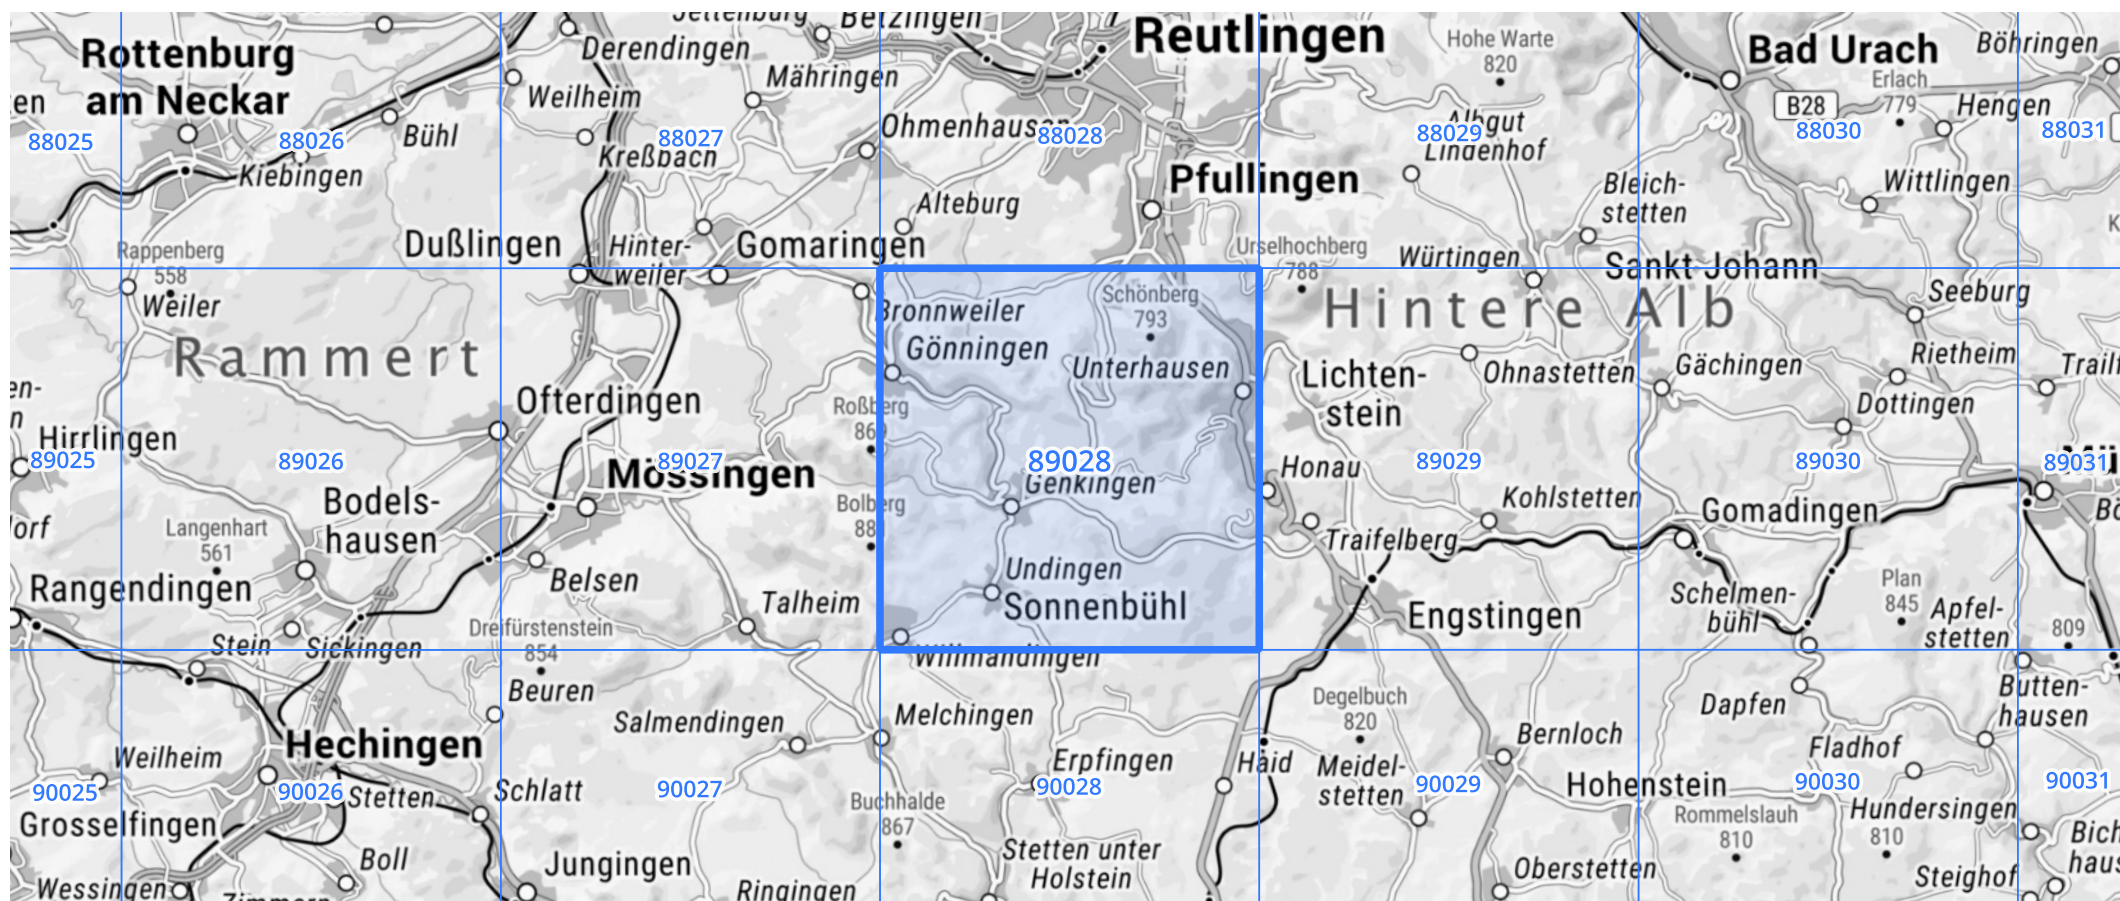 Jettenburg
Betzingen
Reutlingen
Rottenburg
am Neckar
Derendingen
Mähringen
Hohe Warte
820
Bad Urach
Böhringen
Erlach
779
Weilheim
B28
Hengen
88025
88026
Bühl
88027
Ohmenhausen
88028
Albgut
Lindenhof
88029
88030
88031
Kreßbach
Kiebingen
Pfullingen
Bleich-
stetten
Wittlingen
Alteburg
Rappenberg
558
Weiler
Dußlingen
Hinter-
weiler
Gomaringen
Urselhochberg
788
Würtingen
Sankt Johann
Seeburg
Bronnweiler
Schönberg
793
Hintere Alb
Rammert
Gönningen
Unterhausen
Lichten-
stein
Ohnastetten
Gächingen
Rietheim
Ofterdingen
Roßberg
Dottingen
Hirrlingen
89025
89026
Mössingen
89027
89028
Genkingen
Honau
89029
89030
89031
Bodels-
hausen
Langenhart
561
Bolberg
Kohlstetten
Gomadingen
Traifelberg
Rangendingen
Belsen
Talheim
Undingen
Sonnenbühl
Engstingen
Schelmen-
bühl
Plan
845
Apfel-
stetten
809
Stein
Sickingen
Dreifürstenstein
854
Willmandingen
Beuren
Salmendingen
Melchingen
Degelbuch
820
Dapfen
Butten-
hausen
Weilheim
Hechingen
Erpfingen
Haid
Meidel-
stetten
Bernloch
Fladhof
90025
90026
Stetten
Schlatt
90027
90028
90029
Hohenstein
90030
90031
Grosselfingen
Buchhalde
867
Rommelslauh
810
Hundersingen
810
Boll
Jungingen
Stetten unter
Holstein
Oberstetten
Steighof
Wessingen
Zimmern
Ringingen